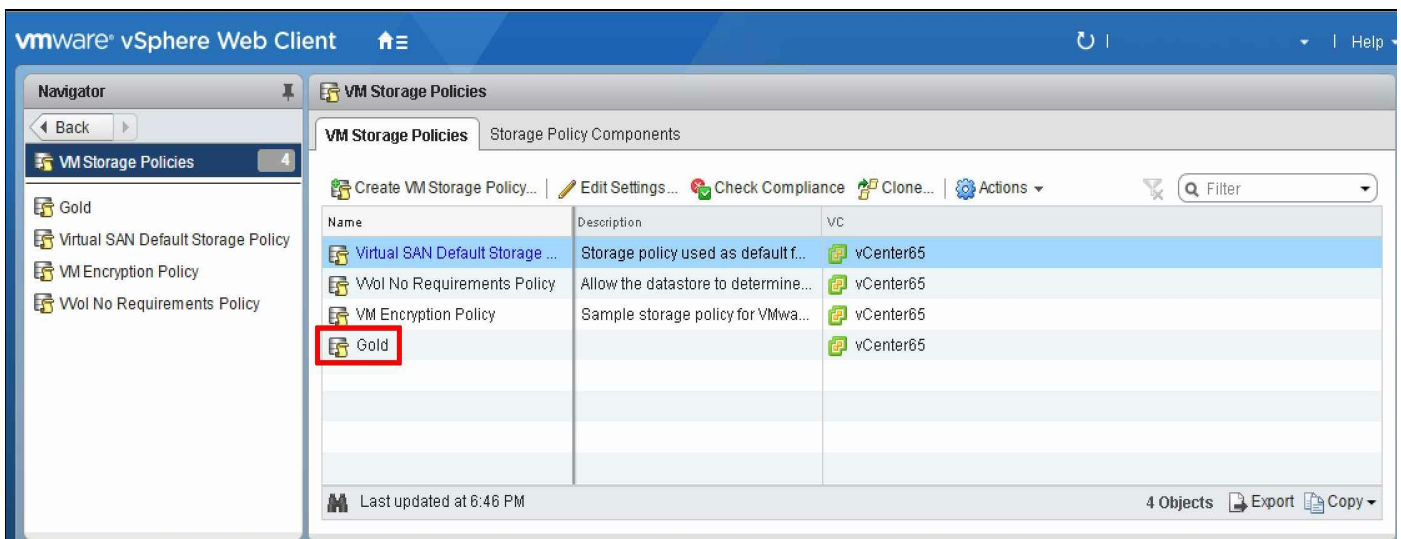 vmware® vSphere Web Client
Help
Navigator
Back
VM Storage Policies 4
Gold
Virtual SAN Default Storage Policy
VM Encryption Policy
VVol No Requirements Policy
VM Storage Policies
VM Storage Policies Storage Policy Components
Create VM Storage Policy... Edit Settings... Check Compliance Clone... Actions Filter
Name Description VC
Virtual SAN Default Storage ... Storage policy used as default f... vCenter65
VVol No Requirements Policy Allow the datastore to determine... vCenter65
VM Encryption Policy Sample storage policy for VMwa... vCenter65
Gold vCenter65
Last updated at 6:46 PM 4 Objects Export Copy